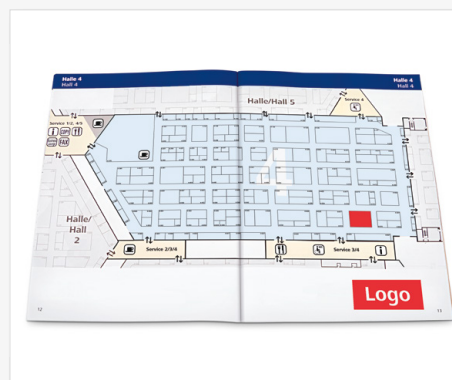 Halle 4
Hall 4
Halle 4
Hall 4
Halle/Hall 5
Service 4
Service 1/2, 4/5
FAX
Halle/
Hall
2
Service 2/3/4
Service 3/4
Logo
12